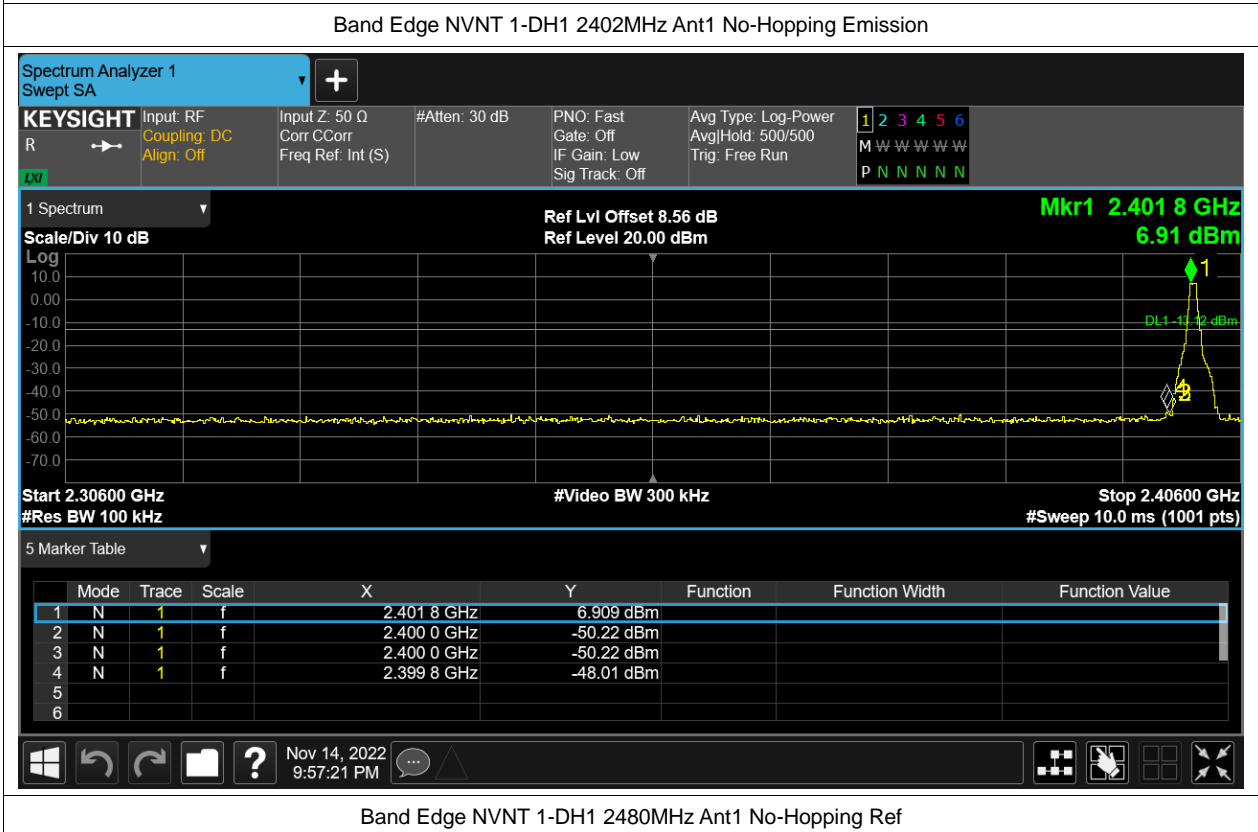 Band Edge NVNT 1-DH1 2402MHz Ant1 No-Hopping Emission
Spectrum Analyzer 1
Swept SA
KEYSIGHT
R
LXI
Input: RF
Coupling: DC
Align: Off
Input Z: 50 Ω
Corr CCorr
Freq Ref: Int (S)
#Atten: 30 dB
PNO: Fast
Gate: Off
IF Gain: Low
Sig Track: Off
Avg Type: Log-Power
Avg|Hold: 500/500
Trig: Free Run
1 2 3 4 5 6
M W W W W W
P N N N N N
1 Spectrum
Scale/Div 10 dB
Ref Lvl Offset 8.56 dB
Ref Level 20.00 dBm
Mkr1 2.401 8 GHz
6.91 dBm
Log
10.0
0.00
-10.0
-20.0
-30.0
-40.0
-50.0
-60.0
-70.0
1
DL1 -13.12 dBm
Start 2.30600 GHz
#Res BW 100 kHz
#Video BW 300 kHz
Stop 2.40600 GHz
#Sweep 10.0 ms (1001 pts)
5 Marker Table
Mode Trace Scale X Y Function Function Width Function Value
1 N 1 f 2.401 8 GHz 6.909 dBm
2 N 1 f 2.400 0 GHz -50.22 dBm
3 N 1 f 2.400 0 GHz -50.22 dBm
4 N 1 f 2.399 8 GHz -48.01 dBm
5
6
?
Nov 14, 2022
9:57:21 PM
Band Edge NVNT 1-DH1 2480MHz Ant1 No-Hopping Ref